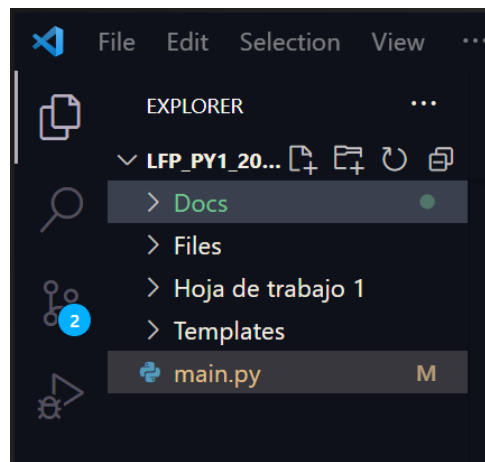 File Edit Selection View ...
EXPLORER ...
LFP_PY1_20...
Docs
Files
Hoja de trabajo 1
2
Templates
main.py M